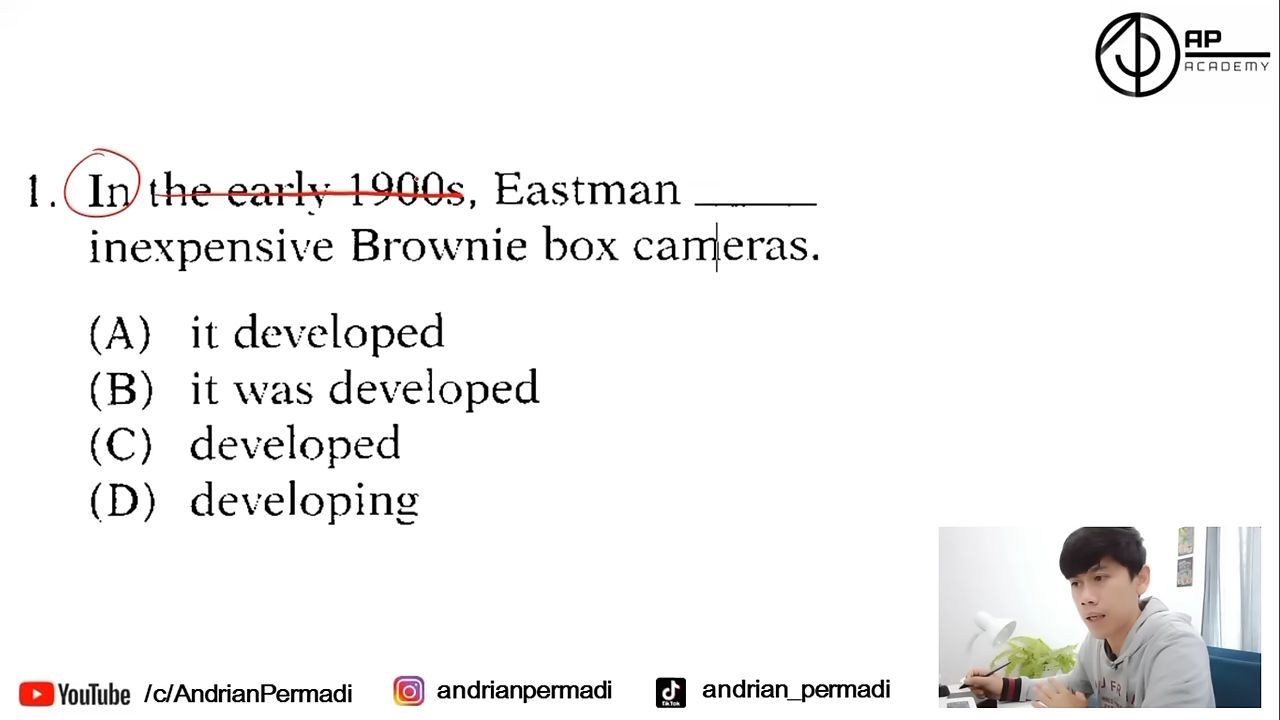 AP
ACADEMY
1. In the early 1900s, Eastman ______
inexpensive Brownie box cameras.
(A) it developed
(B) it was developed
(C) developed
(D) developing
YouTube /c/AndrianPermadi
andrianpermadi
TikTok
andrian_permadi